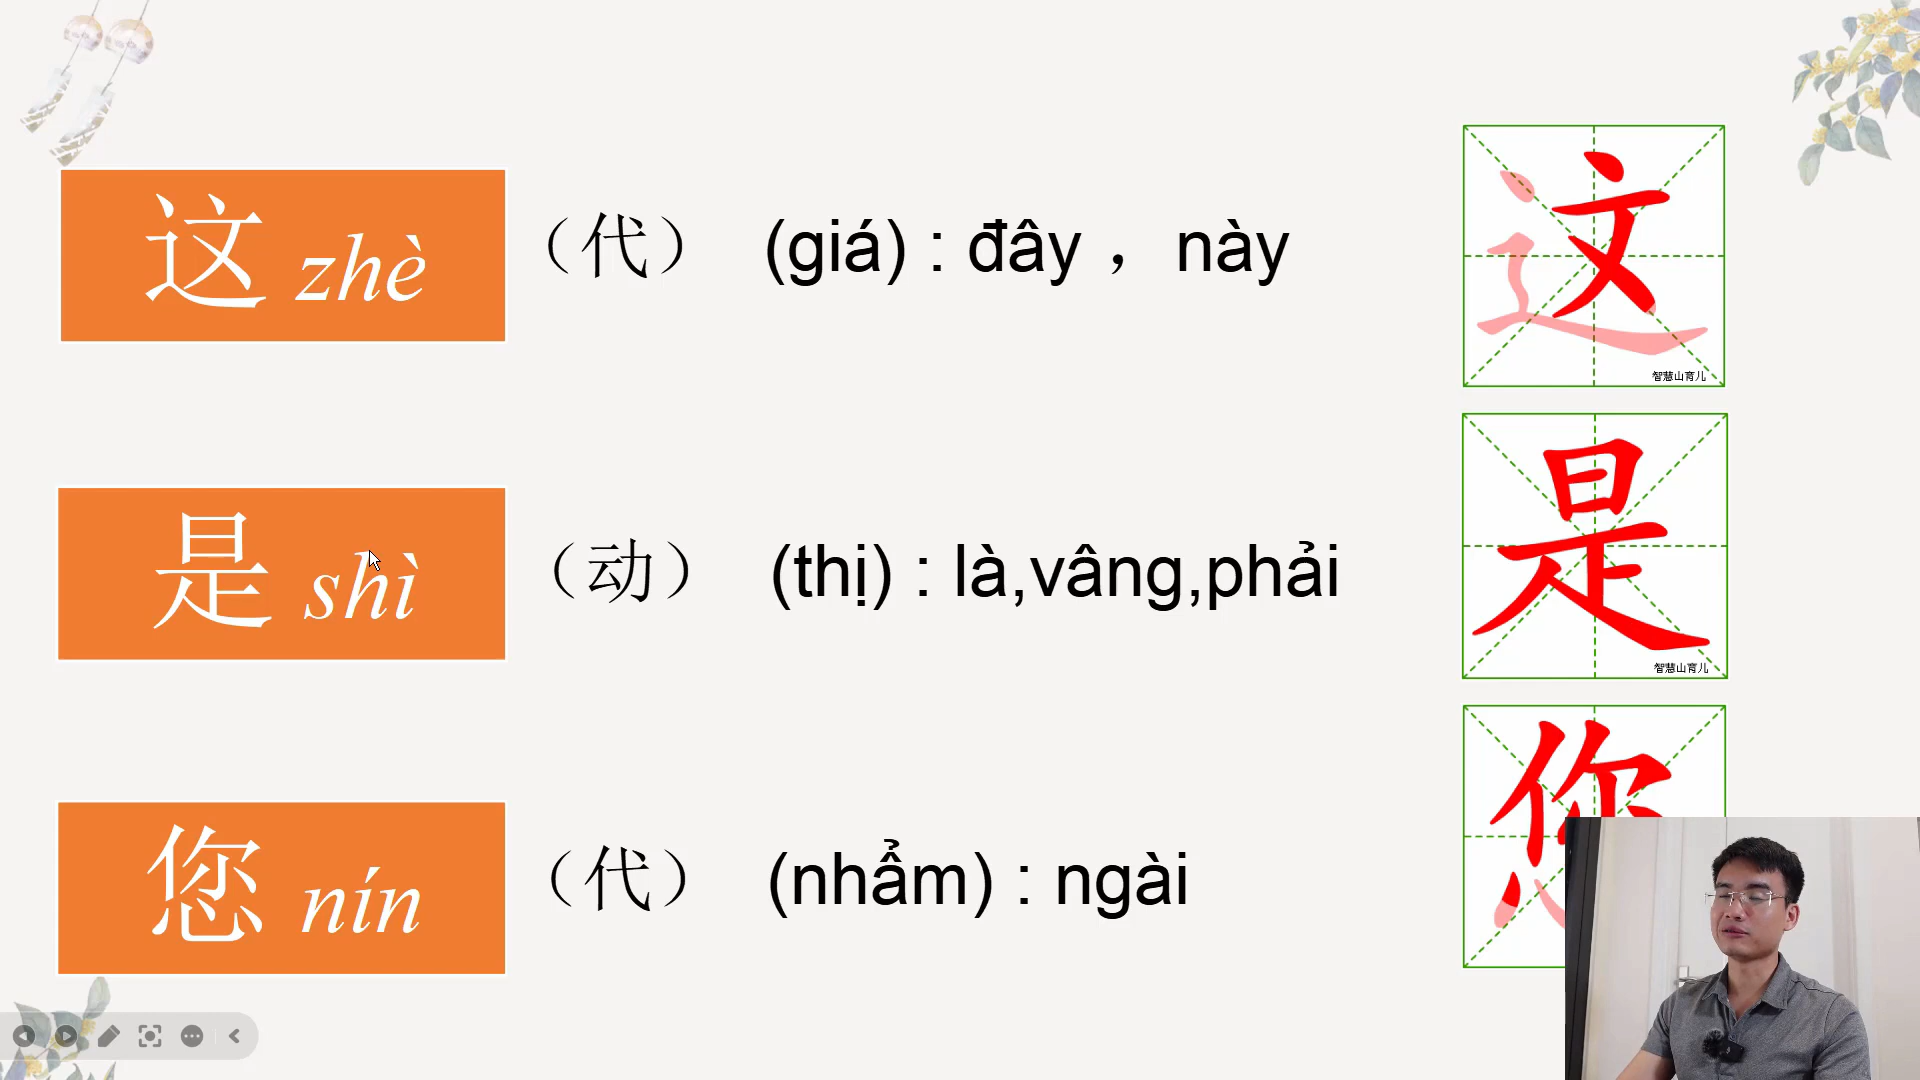 这 zhè （代） (giá) : đây ，này
这
智慧山育儿
是 shì （动） (thị) : là,vâng,phải
是
智慧山育儿
您 nín （代） (nhẩm) : ngài
您